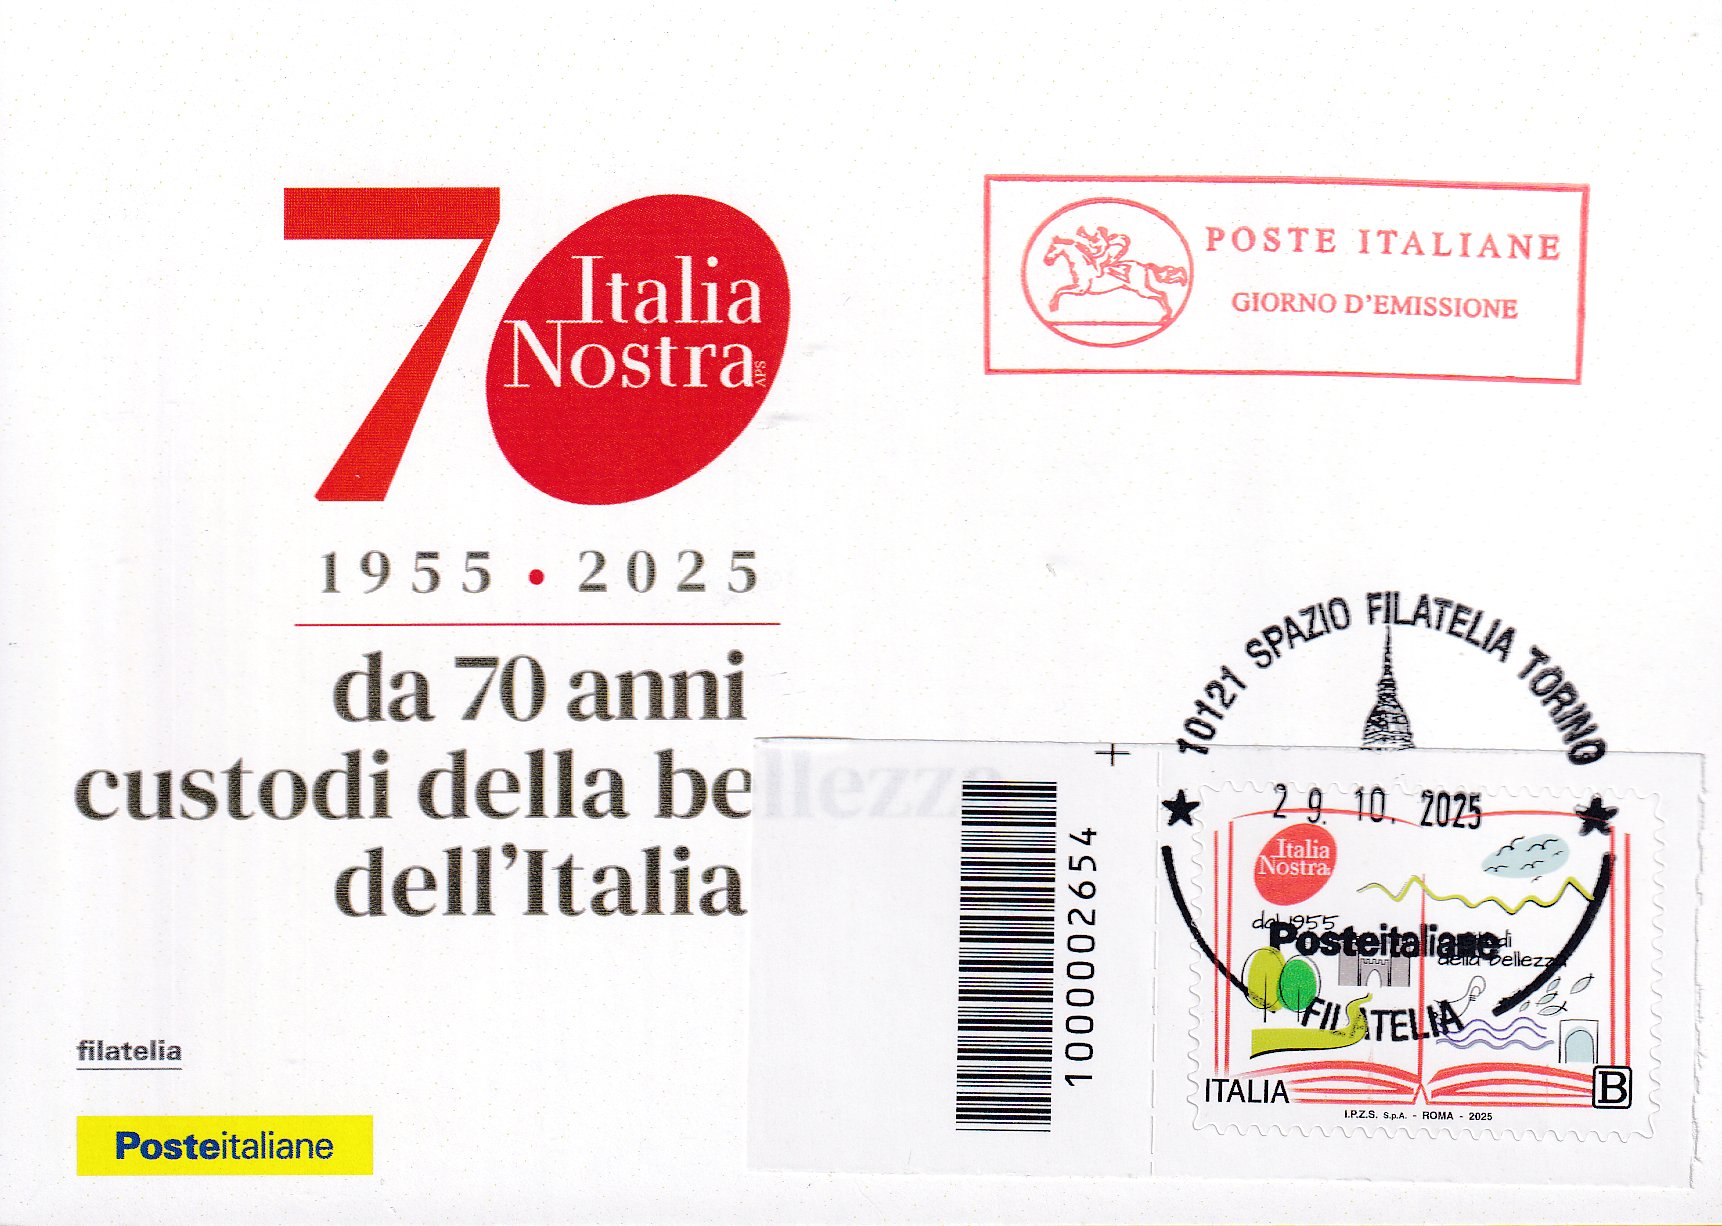 70
Italia
Nostra APS
1955 • 2025
da 70 anni
custodi della bellezza
dell'Italia
filatelia
Posteitaliane
POSTE ITALIANE
GIORNO D'EMISSIONE
10121 SPAZIO FILATELIA TORINO
29.10.2025
Posteitaliane
FILATELIA
1000002654
Italia
Nostra
dal 1955
di
della bellezza
ITALIA
B
I.P.Z.S. S.p.A. - ROMA - 2025